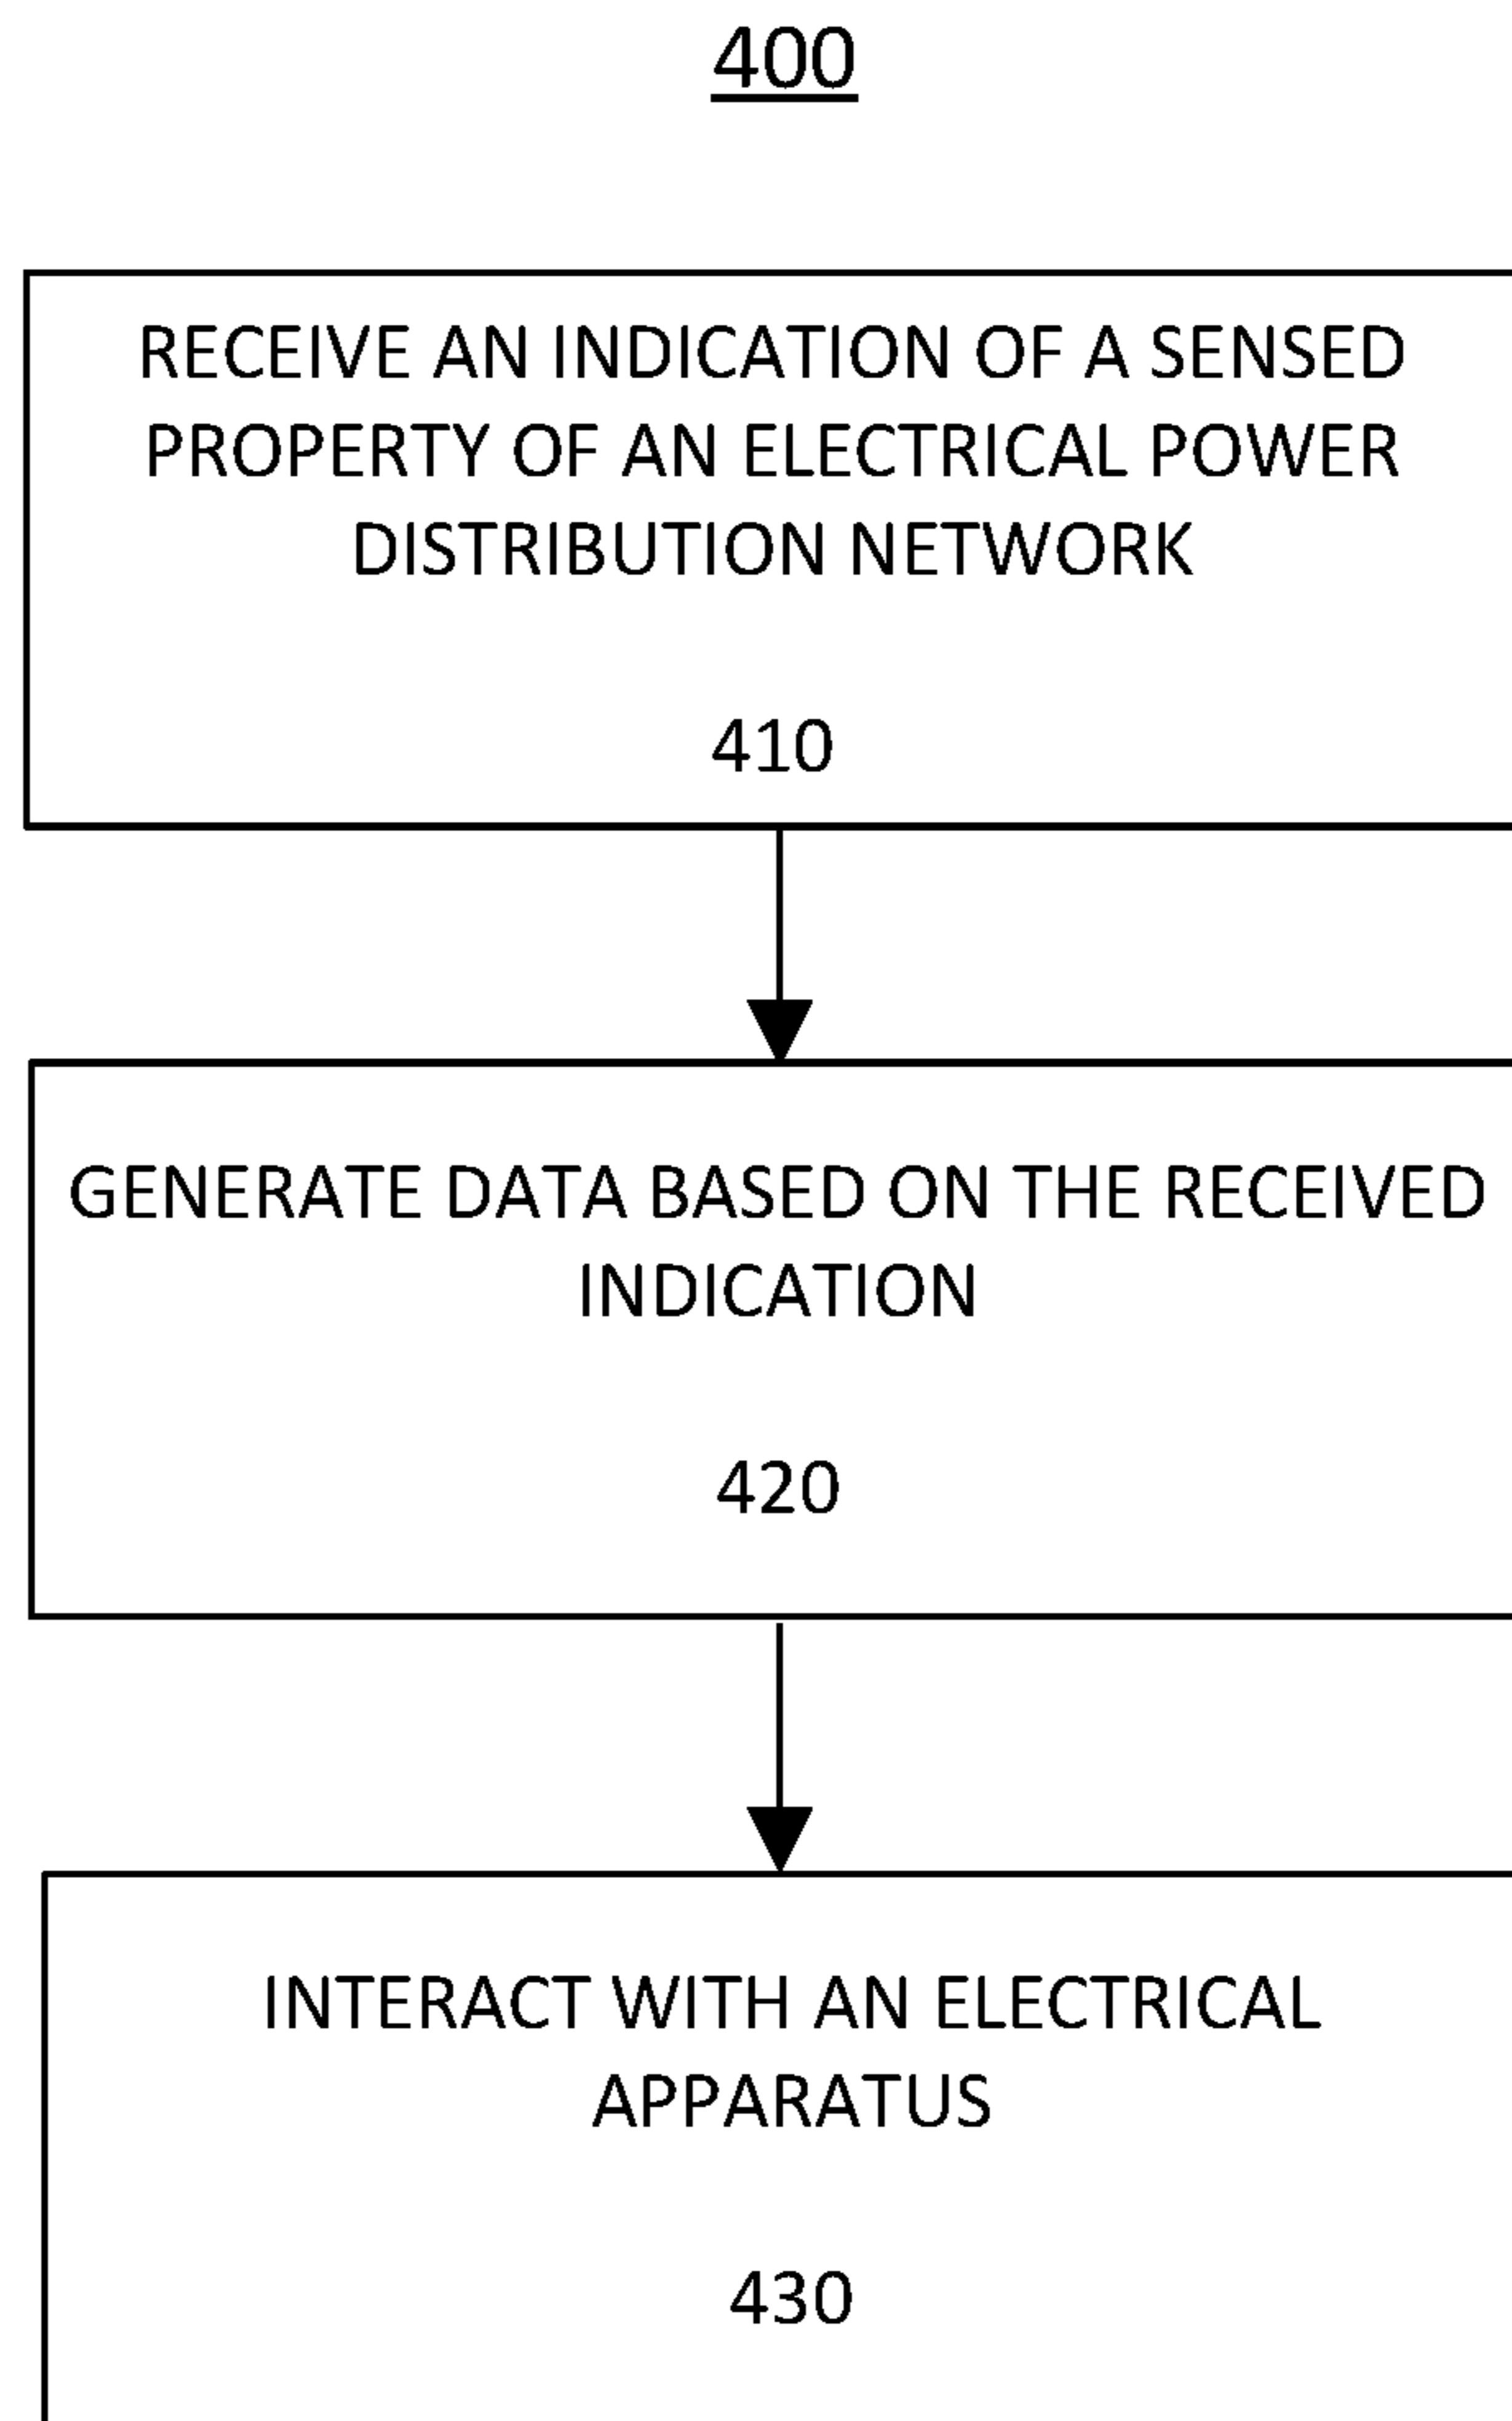 400
RECEIVE AN INDICATION OF A SENSED
PROPERTY OF AN ELECTRICAL POWER
DISTRIBUTION NETWORK
410
GENERATE DATA BASED ON THE RECEIVED
INDICATION
420
INTERACT WITH AN ELECTRICAL
APPARATUS
430